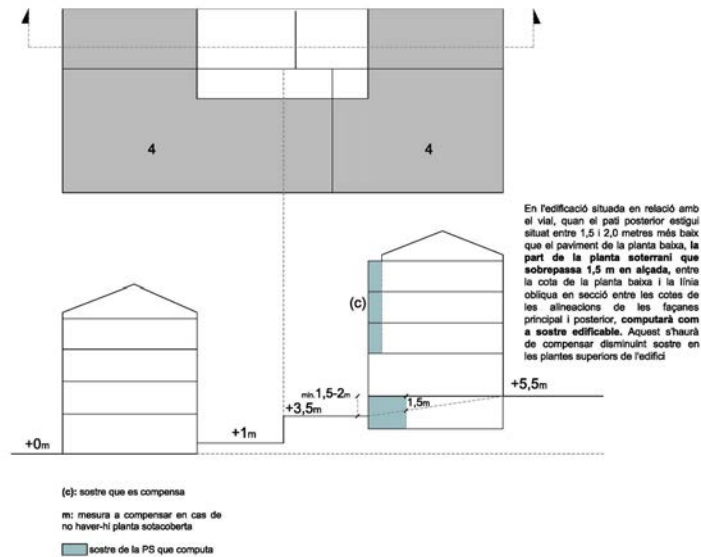 4
4
En l'edificació situada en relació amb
el vial, quan el pati posterior estigui
situat entre 1,5 i 2,0 metres més baix
que el paviment de la planta baixa, la
part de la planta soterrani que
sobrepassa 1,5 m en alçada, entre
la cota de la planta baixa i la línia
obliqua en secció entre les cotes de
les alineacions de les façanes
principal i posterior, computarà com
a sostre edificable. Aquest s'haurà
de compensar disminuint sostre en
les plantes superiors de l'edifici
(c)
min.1,5-2m
+5,5m
+3,5m
1,5m
+1m
+0m
(c): sostre que es compensa
m: mesura a compensar en cas de
no haver-hi planta sotacoberta
sostre de la PS que computa